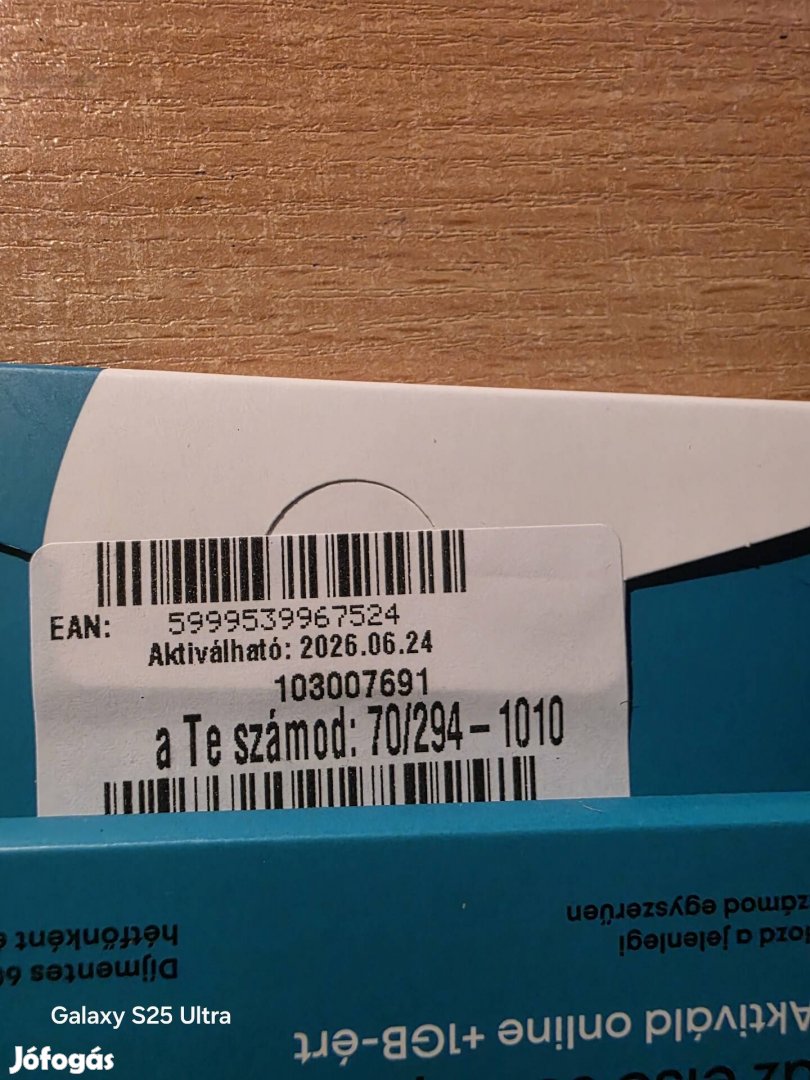 EAN: 5999539967524
Aktiválható: 2026.06.24
103007691
a Te számod: 70/294-1010
Díjmentes
hétfőnként
Hozd a jelenlegi
számod egyszerűen
Aktiváld online +1GB-ért
Galaxy S25 Ultra
Jófogás